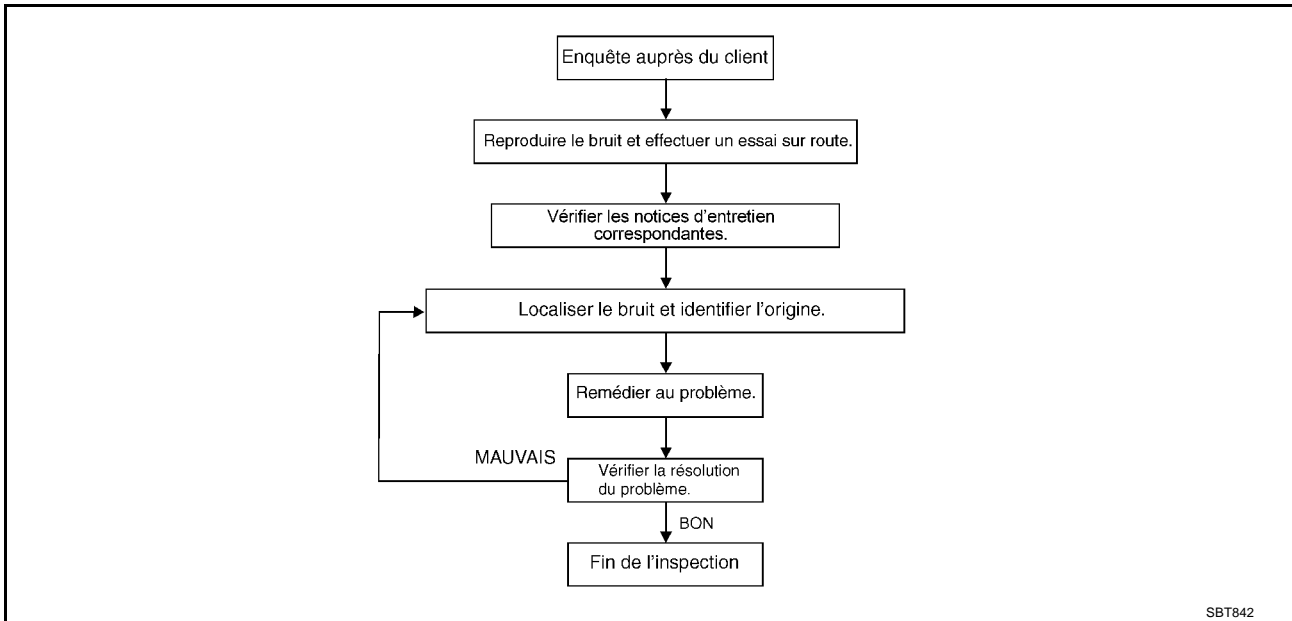 Enquête auprès du client
Reproduire le bruit et effectuer un essai sur route.
Vérifier les notices d'entretien
correspondantes.
Localiser le bruit et identifier l'origine.
Remédier au problème.
MAUVAIS
Vérifier la résolution
du problème.
BON
Fin de l'inspection
SBT842